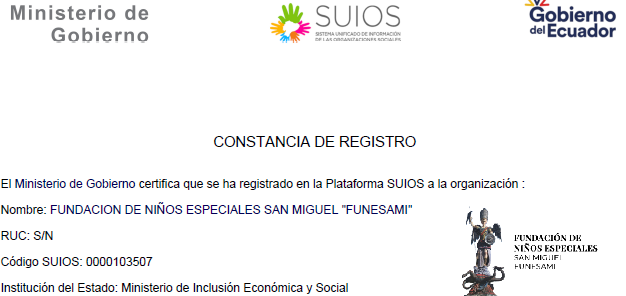 Ministerio de
Gobierno
SUIOS
SISTEMA UNIFICADO DE INFORMACIÓN
DE LAS ORGANIZACIONES SOCIALES
Gobierno
del Ecuador
CONSTANCIA DE REGISTRO
El Ministerio de Gobierno certifica que se ha registrado en la Plataforma SUIOS a la organización :
Nombre: FUNDACION DE NIÑOS ESPECIALES SAN MIGUEL "FUNESAMI"
RUC: S/N
Código SUIOS: 0000103507
Institución del Estado: Ministerio de Inclusión Económica y Social
FUNDACIÓN DE
NIÑOS ESPECIALES
SAN MIGUEL
FUNESAMI